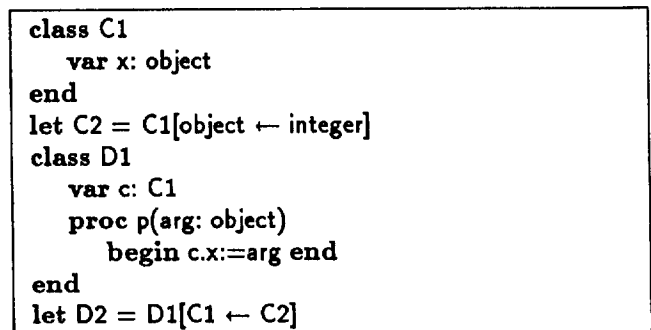 class C1
var x: object
end
let C2 = C1[object ← integer]
class D1
var c: C1
proc p(arg: object)
begin c.x:=arg end
end
let D2 = D1[C1 ← C2]